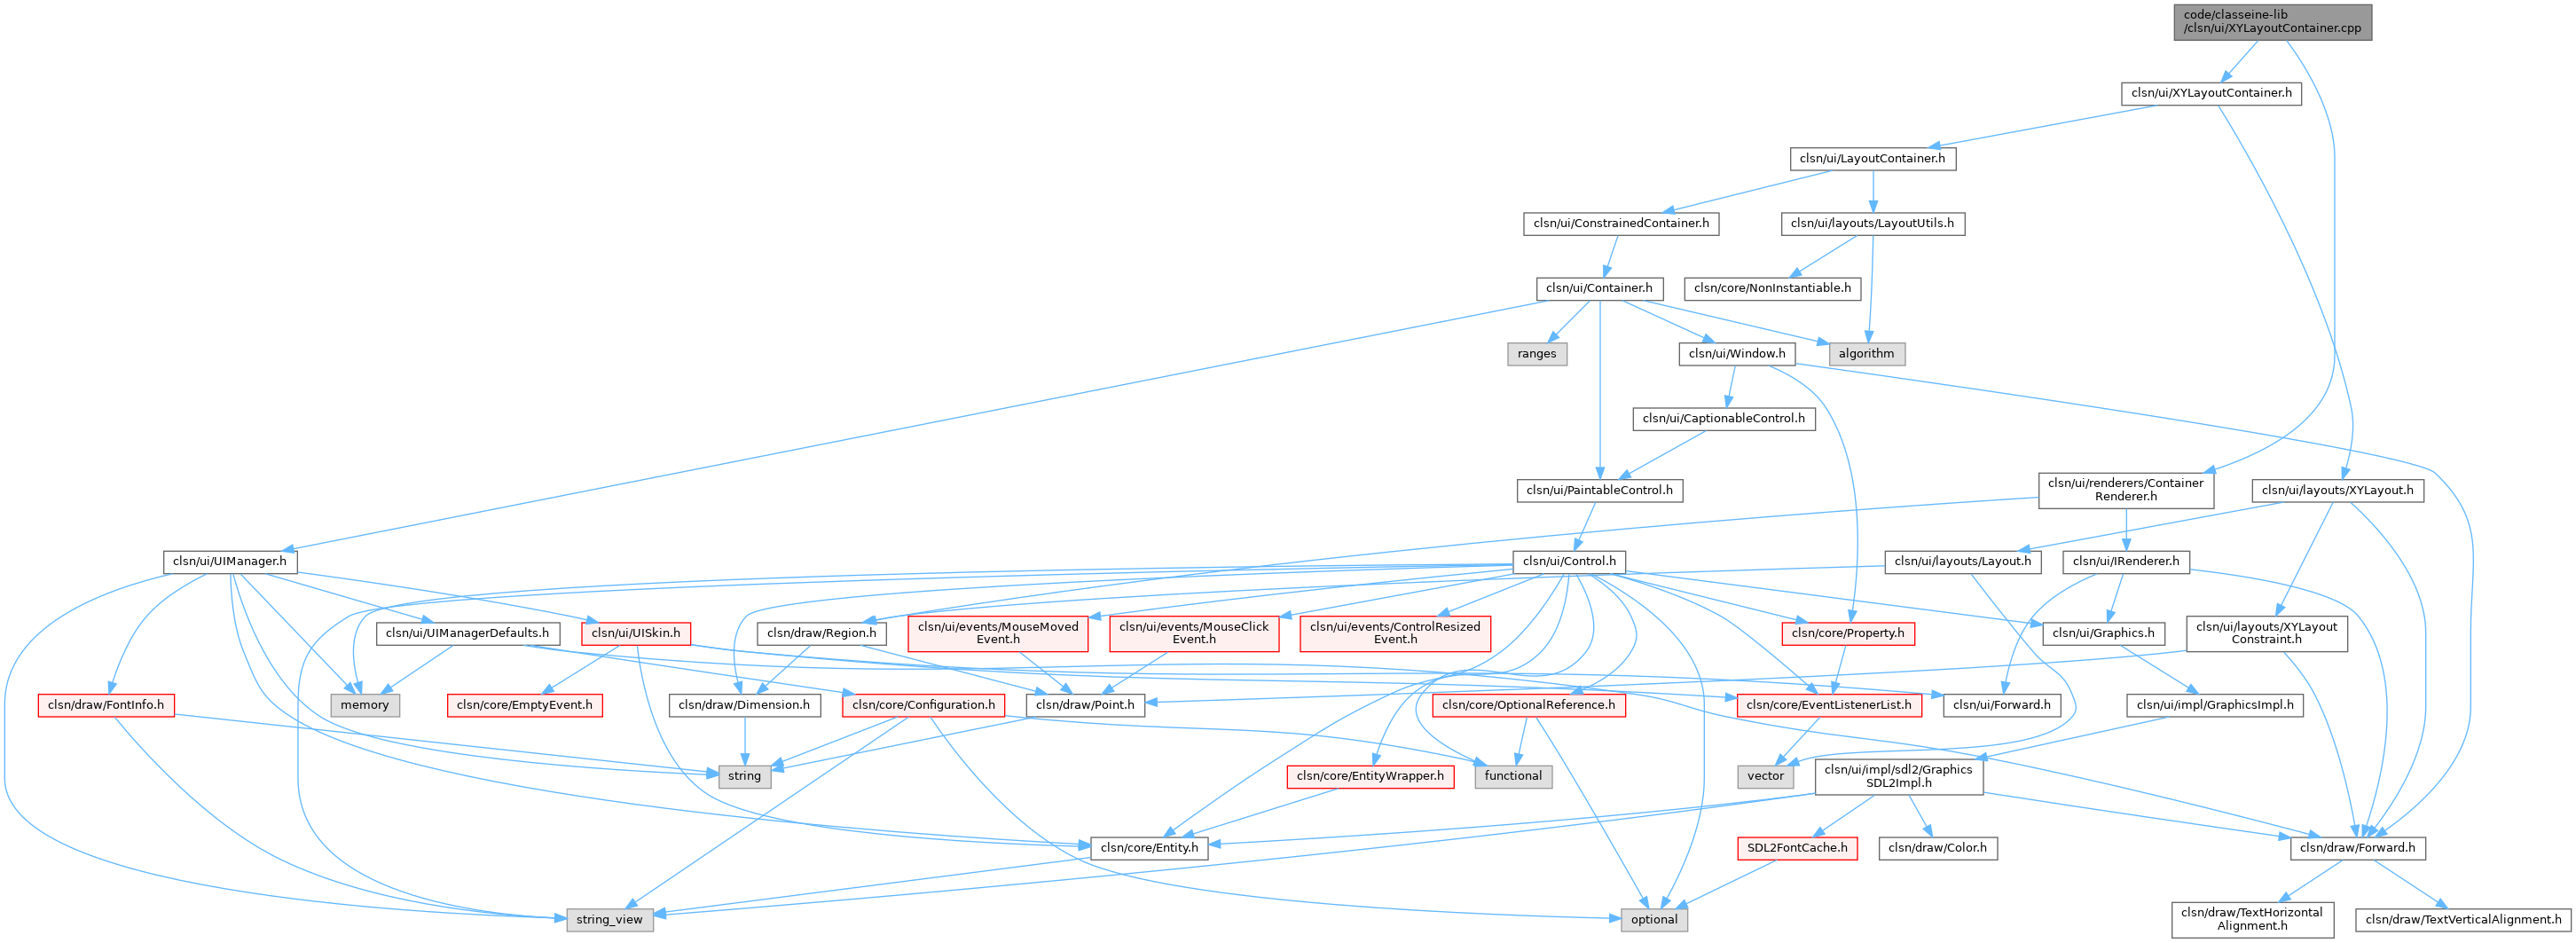 code/classeine-lib
/clsn/ui/XYLayoutContainer.cpp
clsn/ui/XYLayoutContainer.h
clsn/ui/LayoutContainer.h
clsn/ui/ConstrainedContainer.h
clsn/ui/layouts/LayoutUtils.h
clsn/ui/Container.h
clsn/core/NonInstantiable.h
ranges
clsn/ui/Window.h
algorithm
clsn/ui/CaptionableControl.h
clsn/ui/PaintableControl.h
clsn/ui/renderers/Container
Renderer.h
clsn/ui/layouts/XYLayout.h
clsn/ui/UIManager.h
clsn/ui/Control.h
clsn/ui/layouts/Layout.h
clsn/ui/IRenderer.h
clsn/ui/UIManagerDefaults.h
clsn/ui/UISkin.h
clsn/draw/Region.h
clsn/ui/events/MouseMoved
Event.h
clsn/ui/events/MouseClick
Event.h
clsn/ui/events/ControlResized
Event.h
clsn/core/Property.h
clsn/ui/Graphics.h
clsn/ui/layouts/XYLayout
Constraint.h
clsn/draw/FontInfo.h
memory
clsn/core/EmptyEvent.h
clsn/draw/Dimension.h
clsn/core/Configuration.h
clsn/draw/Point.h
clsn/core/OptionalReference.h
clsn/core/EventListenerList.h
clsn/ui/Forward.h
clsn/ui/impl/GraphicsImpl.h
string
clsn/core/EntityWrapper.h
functional
vector
clsn/ui/impl/sdl2/Graphics
SDL2Impl.h
clsn/core/Entity.h
SDL2FontCache.h
clsn/draw/Color.h
clsn/draw/Forward.h
string_view
optional
clsn/draw/TextHorizontal
Alignment.h
clsn/draw/TextVerticalAlignment.h